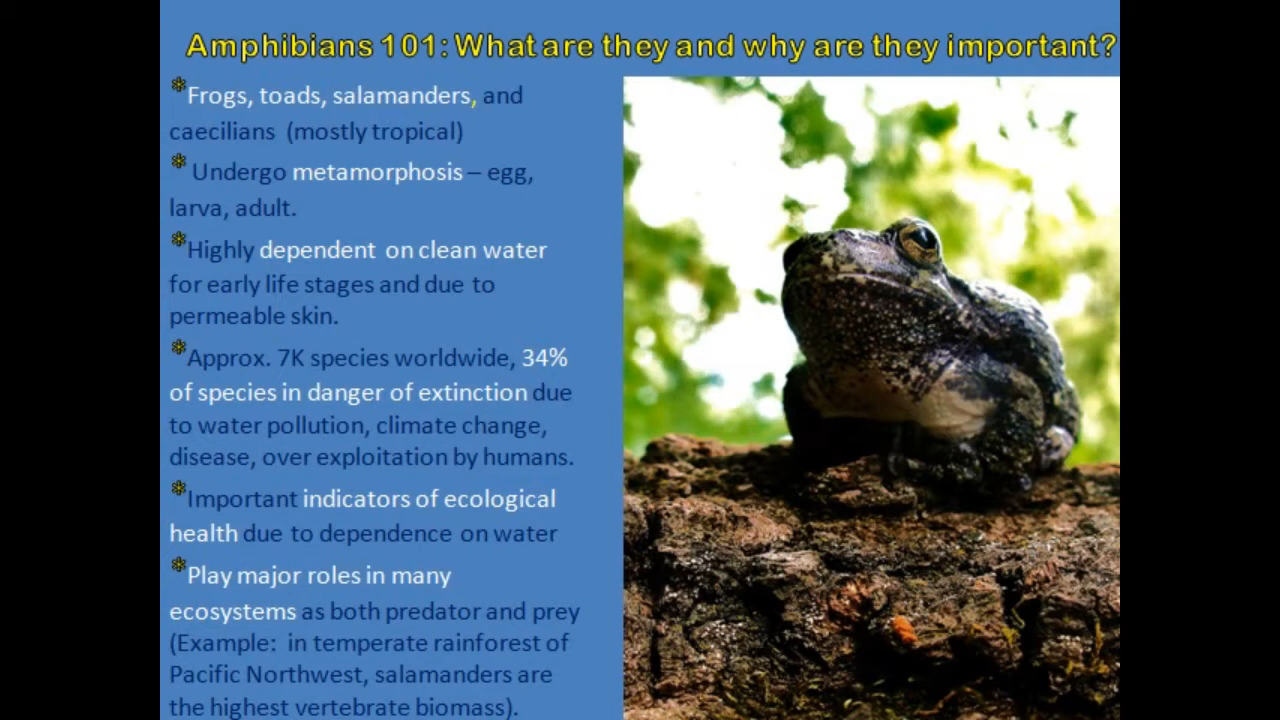 Amphibians 101: What are they and why are they important?
*Frogs, toads, salamanders, and
caecilians (mostly tropical)
* Undergo metamorphosis – egg,
larva, adult.
*Highly dependent on clean water
for early life stages and due to
permeable skin.
*Approx. 7K species worldwide, 34%
of species in danger of extinction due
to water pollution, climate change,
disease, over exploitation by humans.
*Important indicators of ecological
health due to dependence on water
*Play major roles in many
ecosystems as both predator and prey
(Example: in temperate rainforest of
Pacific Northwest, salamanders are
the highest vertebrate biomass).